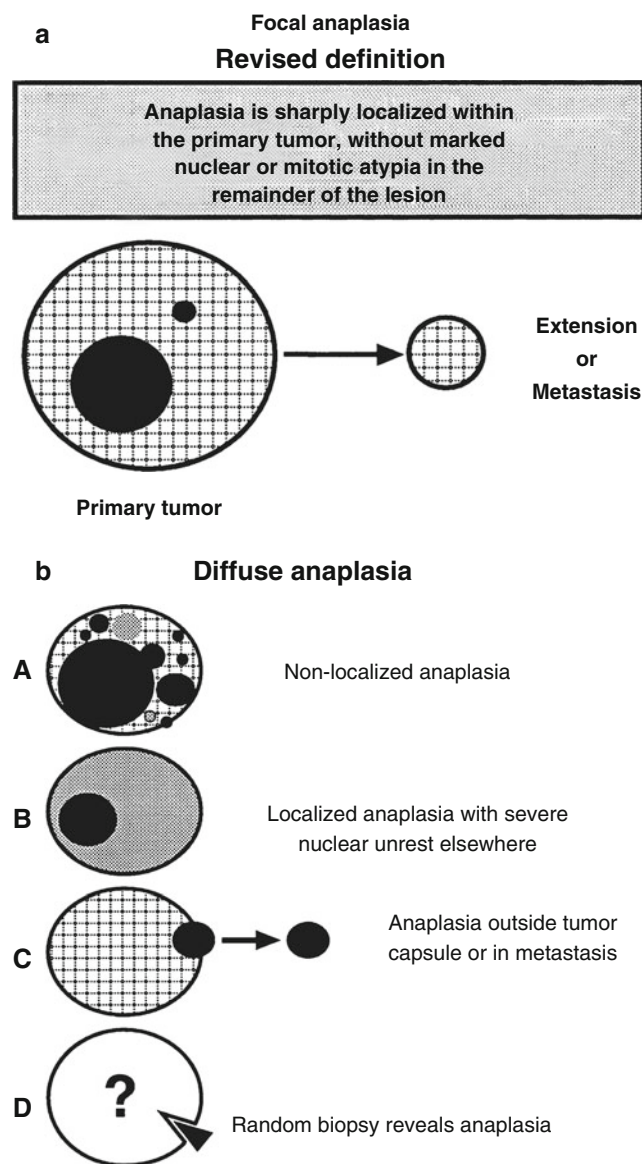 a
Focal anaplasia
Revised definition
Anaplasia is sharply localized within
the primary tumor, without marked
nuclear or mitotic atypia in the
remainder of the lesion
Extension
or
Metastasis
Primary tumor
b
Diffuse anaplasia
A
Non-localized anaplasia
B
Localized anaplasia with severe
nuclear unrest elsewhere
C
Anaplasia outside tumor
capsule or in metastasis
D
?
Random biopsy reveals anaplasia